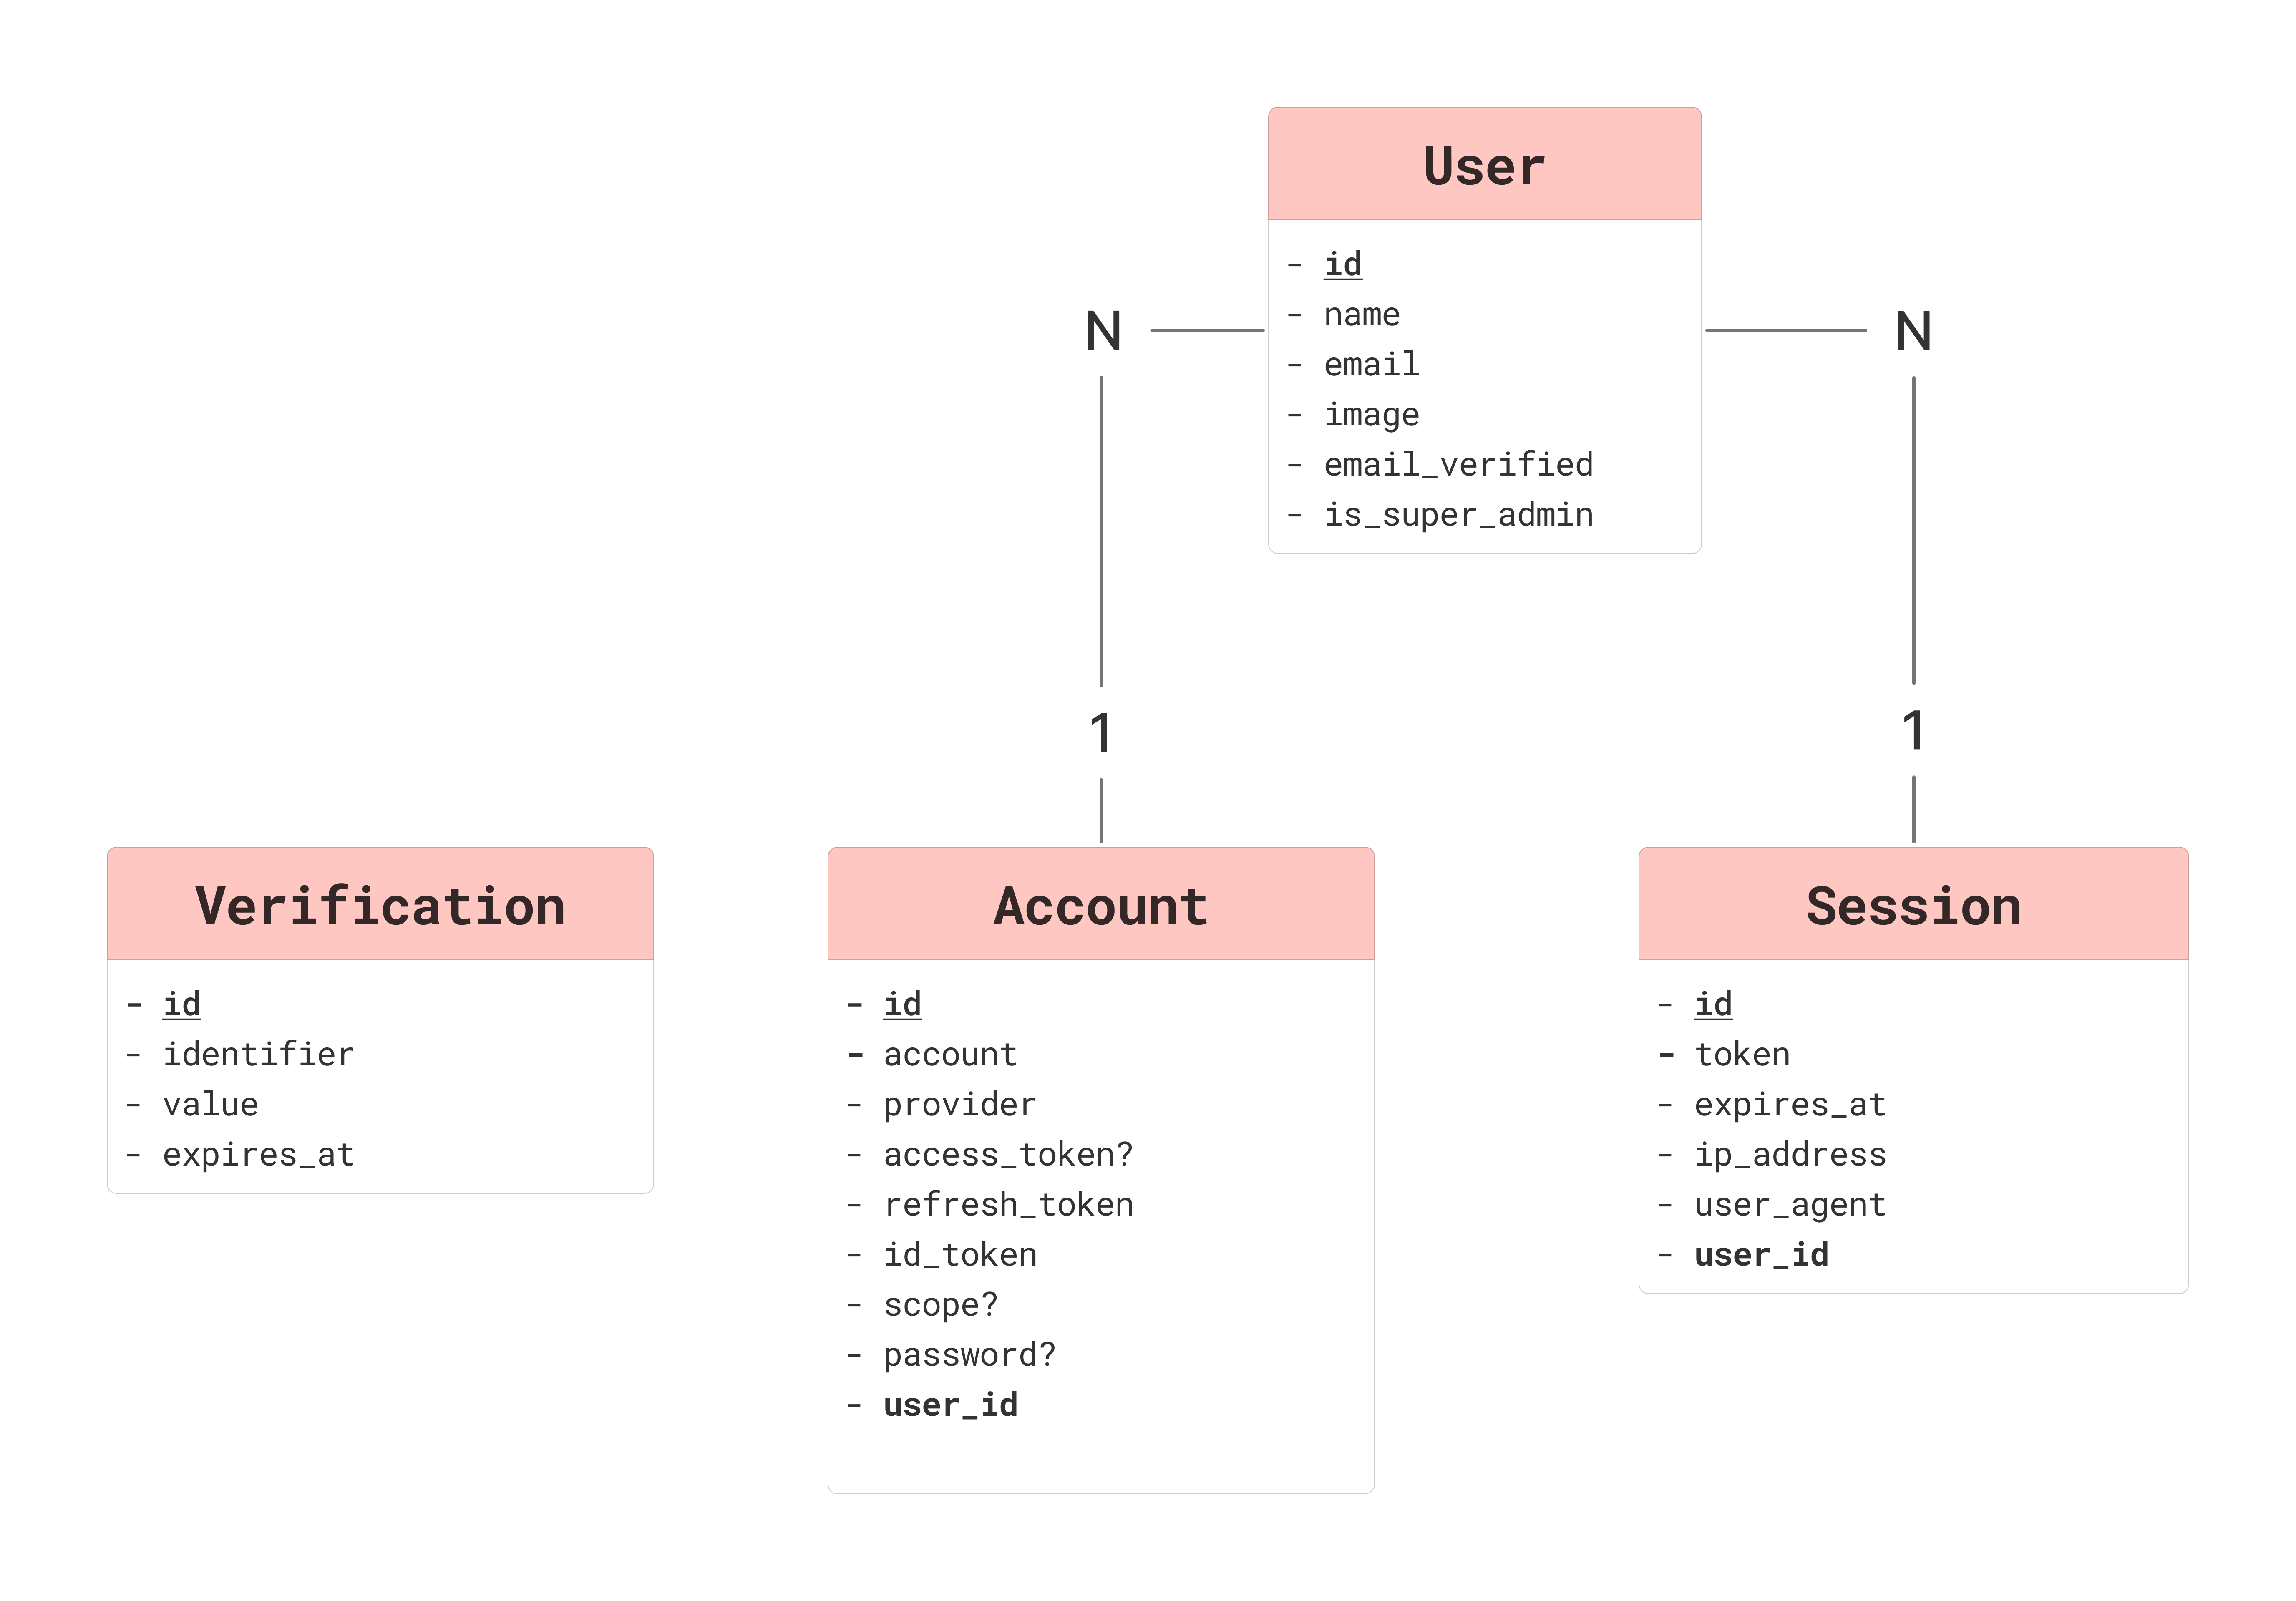 User
- id
- name
- email
- image
- email_verified
- is_super_admin
N
N
1
1
Verification
- id
- identifier
- value
- expires_at
Account
- id
- account
- provider
- access_token?
- refresh_token
- id_token
- scope?
- password?
- user_id
Session
- id
- token
- expires_at
- ip_address
- user_agent
- user_id